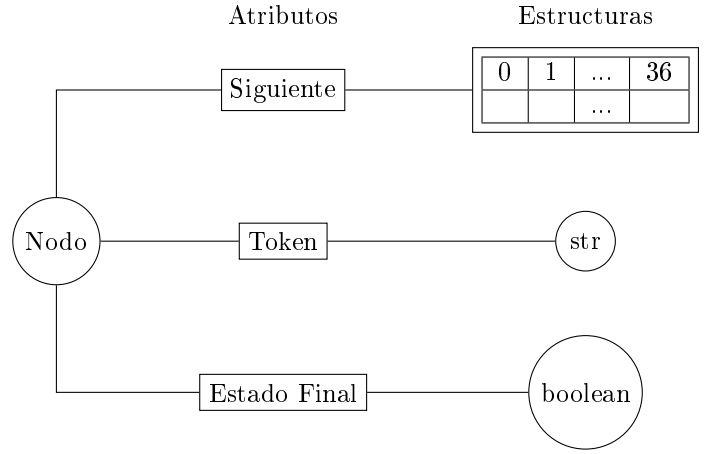 Atributos Estructuras
Siguiente
0 1 ... 36
...
Nodo Token str
Estado Final boolean